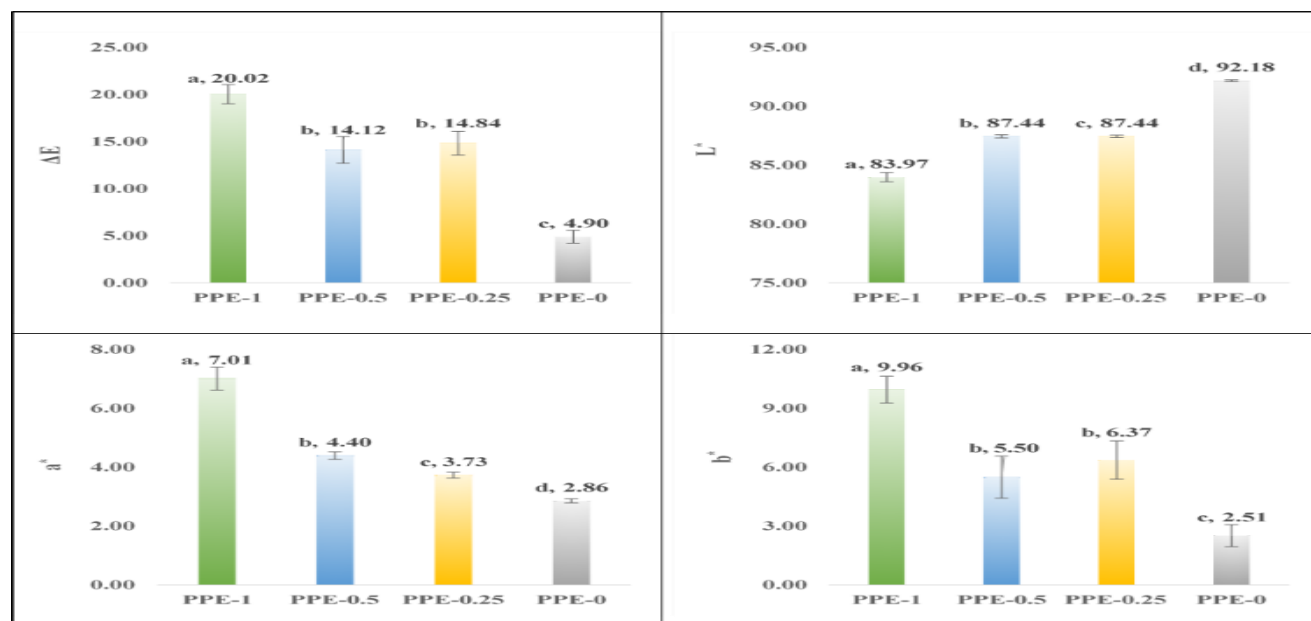 25.00
20.00
15.00
10.00
5.00
0.00
ΔE
a, 20.02
b, 14.12
b, 14.84
c, 4.90
PPE-1 PPE-0.5 PPE-0.25 PPE-0
95.00
90.00
85.00
80.00
75.00
L*
a, 83.97
b, 87.44
c, 87.44
d, 92.18
PPE-1 PPE-0.5 PPE-0.25 PPE-0
8.00
6.00
4.00
2.00
0.00
a*
a, 7.01
b, 4.40
c, 3.73
d, 2.86
PPE-1 PPE-0.5 PPE-0.25 PPE-0
12.00
9.00
6.00
3.00
0.00
b*
a, 9.96
b, 5.50
b, 6.37
c, 2.51
PPE-1 PPE-0.5 PPE-0.25 PPE-0